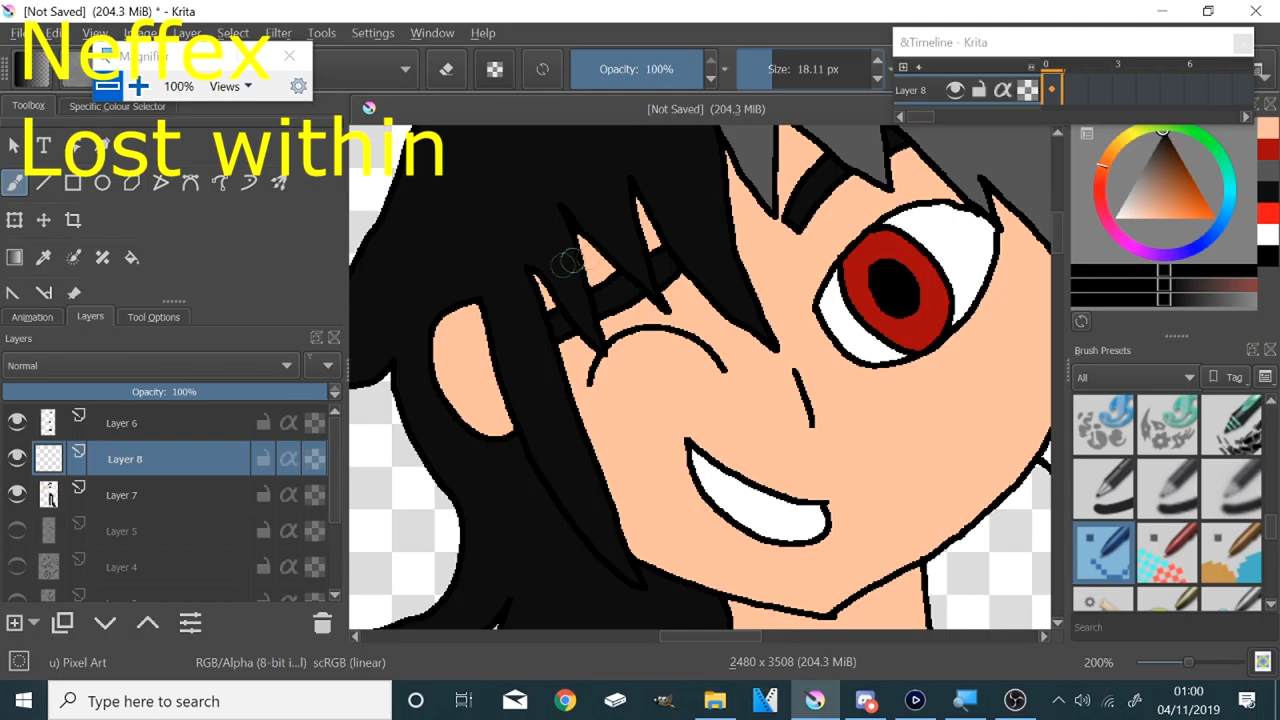 [Not Saved] (204.3 MiB) * - Krita
Neffex
Lost within
View Image Layer Select Filter Tools Settings Window Help
Magnifier
100% Views
Opacity: 100%
Size: 18.11 px
&Timeline - Krita
0 3 6
Layer 8
Toolbox Specific Colour Selector
[Not Saved] (204.3 MiB)
Animation Layers Tool Options
Layers
Normal
Opacity: 100%
Layer 6
Layer 8
Layer 7
Layer 5
Layer 4
Brush Presets
All Tag
Search
u) Pixel Art RGB/Alpha (8-bit i...l) scRGB (linear) 2480 x 3508 (204.3 MiB) 200%
Type here to search
01:00
04/11/2019